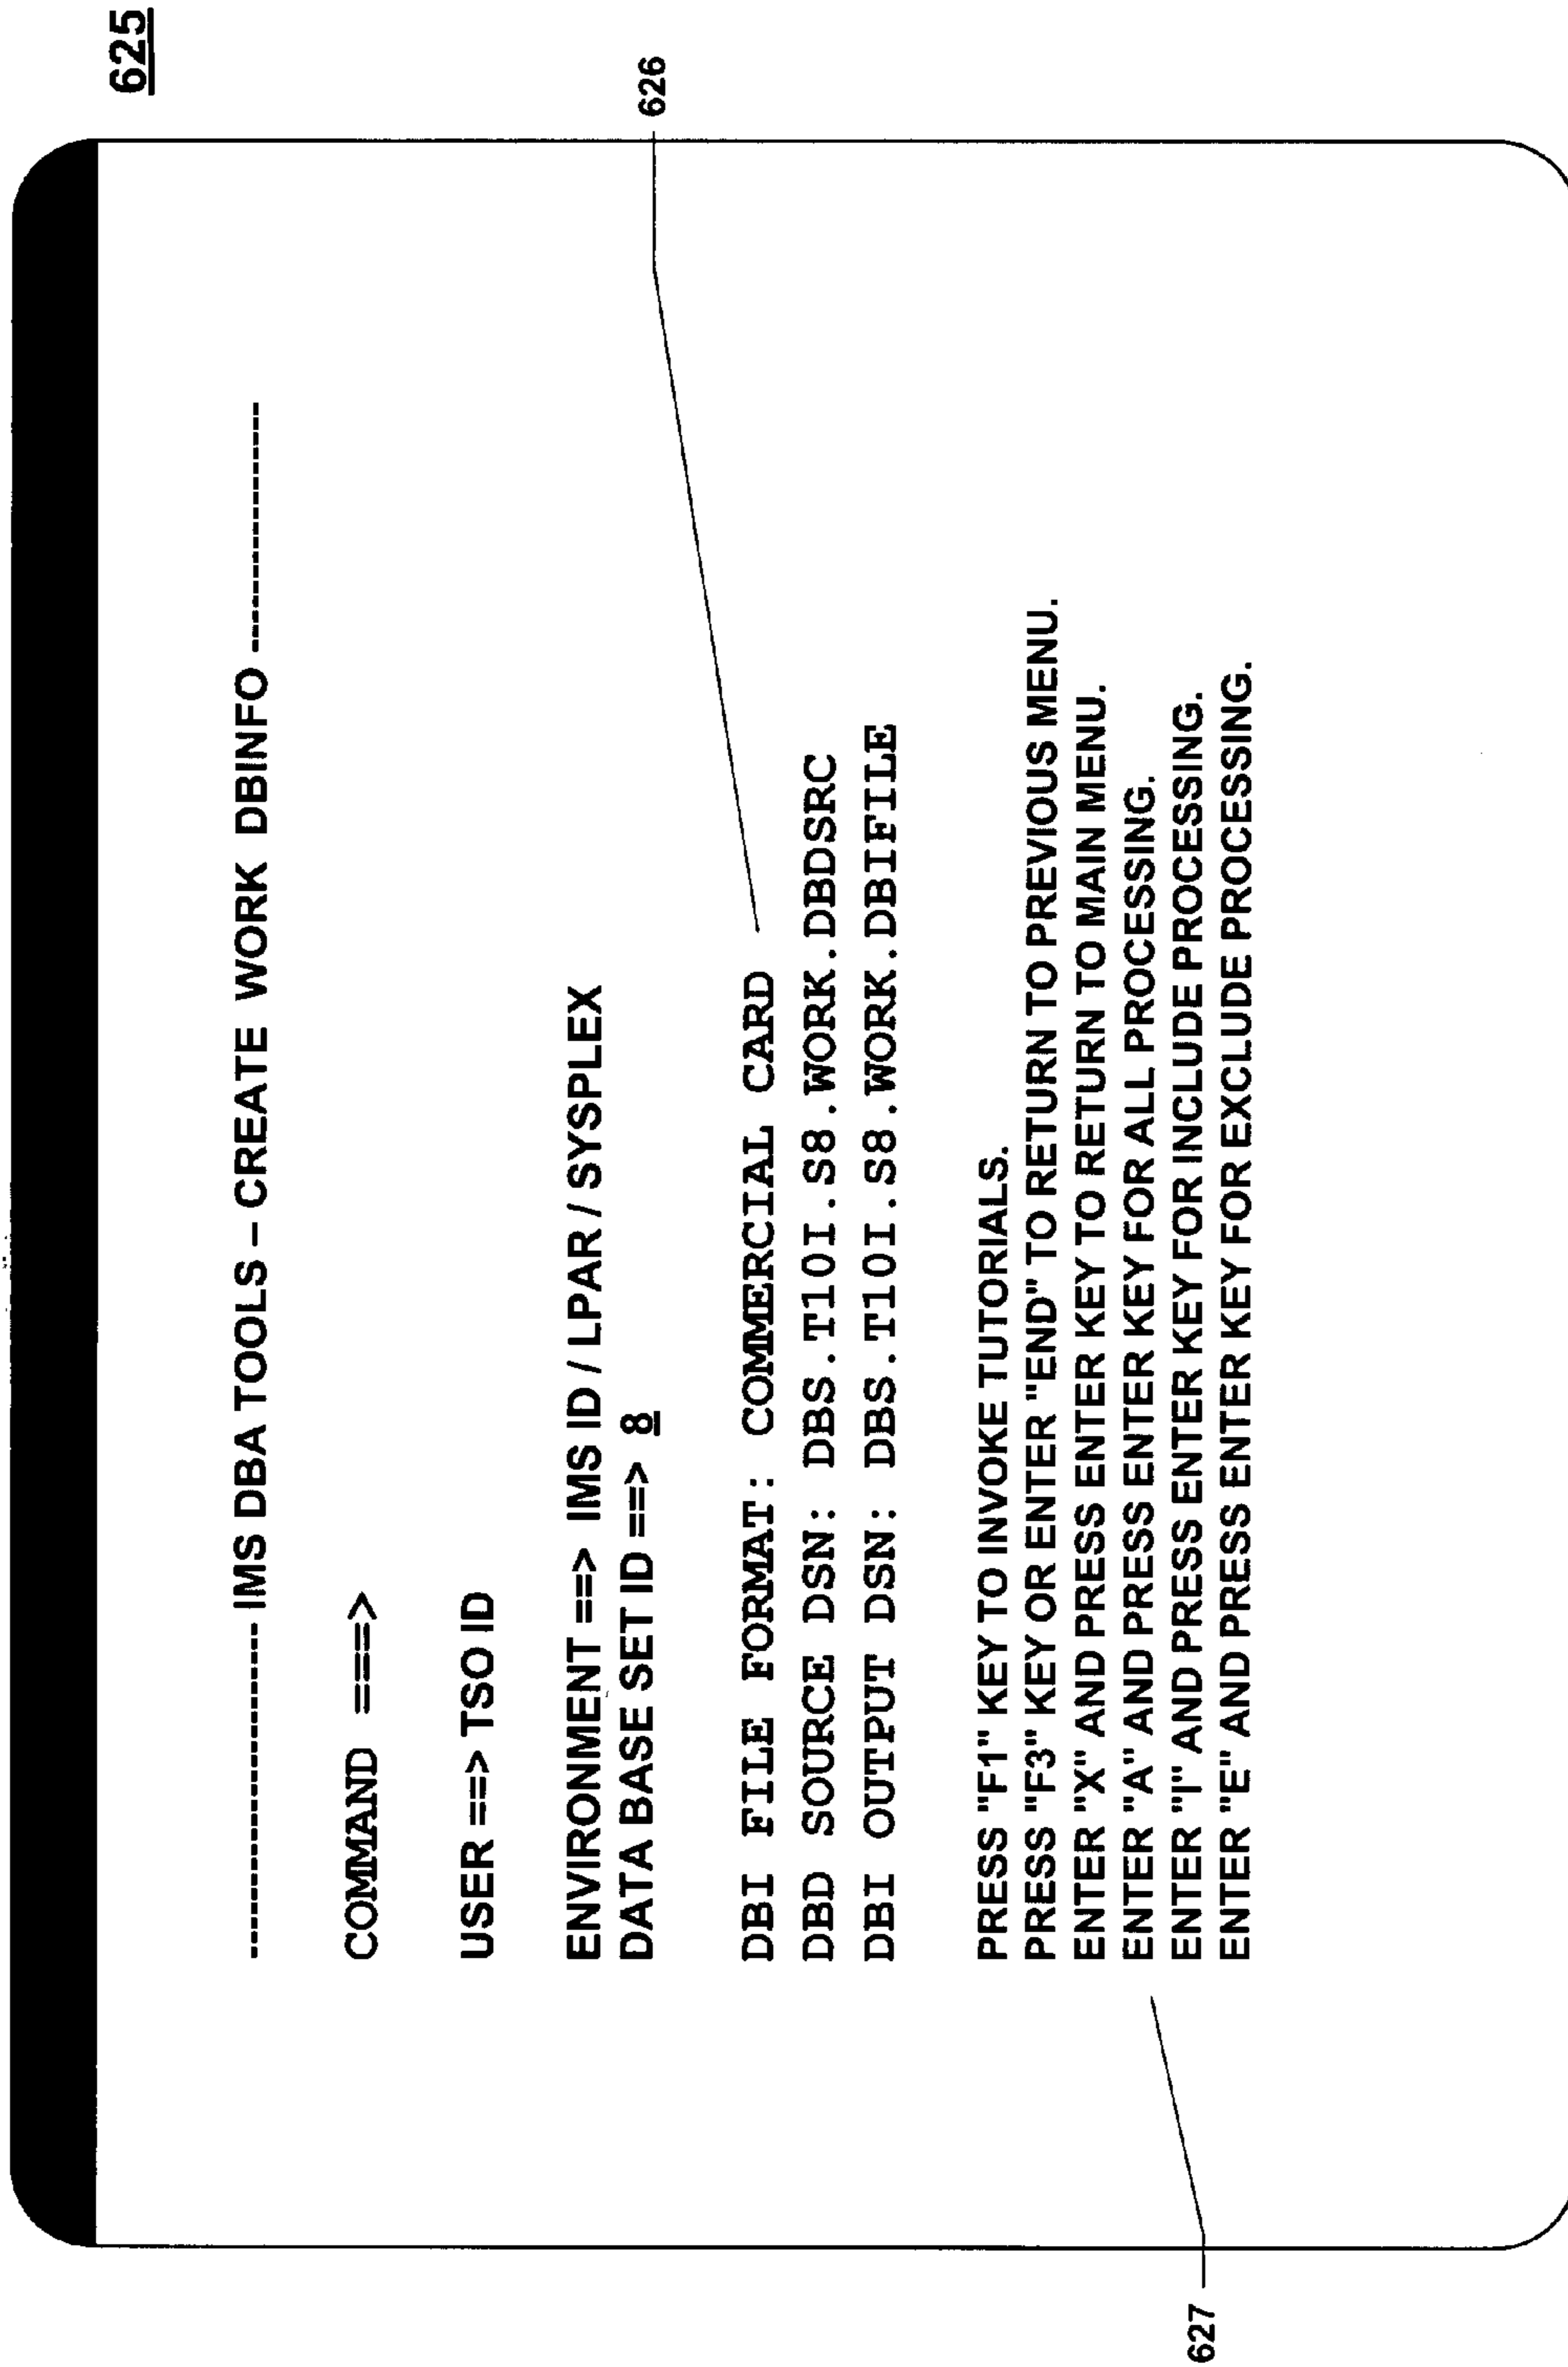 625
---------------------- IMS DBA TOOLS – CREATE WORK DBINFO ----------------
COMMAND ===>
USER ==> TSO ID
ENVIRONMENT ==> IMS ID / LPAR / SYSPLEX
DATA BASE SET ID ==> 8
626
DBI FILE FORMAT: COMMERCIAL CARD
DBD SOURCE DSN: DBS.T10I.S8.WORK.DBDSRC
DBI OUTPUT DSN: DBS.T10I.S8.WORK.DBIFILE
PRESS "F1" KEY TO INVOKE TUTORIALS.
PRESS "F3" KEY OR ENTER "END" TO RETURN TO PREVIOUS MENU.
ENTER "X" AND PRESS ENTER KEY TO RETURN TO MAIN MENU.
ENTER "A" AND PRESS ENTER KEY FOR ALL PROCESSING.
ENTER "I" AND PRESS ENTER KEY FOR INCLUDE PROCESSING.
ENTER "E" AND PRESS ENTER KEY FOR EXCLUDE PROCESSING.
627